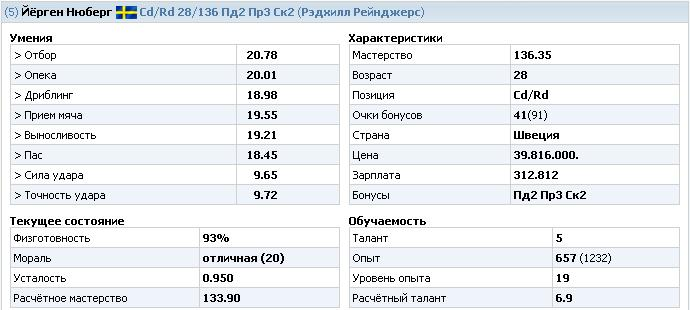 (5) Йёрген Нюберг Cd/Rd 28/136 Пд2 Пр3 Ск2 (Рэдхилл Рейнджерс)
Умения
> Отбор 20.78
> Опека 20.01
> Дриблинг 18.98
> Прием мяча 19.55
> Выносливость 19.21
> Пас 18.45
> Сила удара 9.65
> Точность удара 9.72
Характеристики
Мастерство 136.35
Возраст 28
Позиция Cd/Rd
Очки бонусов 41(91)
Страна Швеция
Цена 39.816.000.
Зарплата 312.812
Бонусы Пд2 Пр3 Ск2
Текущее состояние
Физготовность 93%
Мораль отличная (20)
Усталость 0.950
Расчётное мастерство 133.90
Обучаемость
Талант 5
Опыт 657 (1232)
Уровень опыта 19
Расчётный талант 6.9